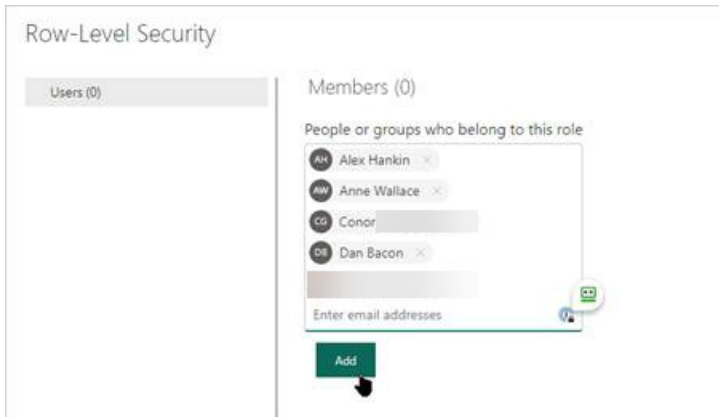 Row-Level Security
Users (0)
Members (0)
People or groups who belong to this role
AH Alex Hankin
AW Anne Wallace
CG Conor
DB Dan Bacon
Enter email addresses
Add